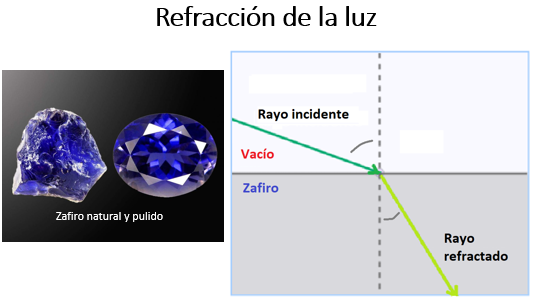 Refracción de la luz
Rayo incidente
Vacío
Zafiro
Zafiro natural y pulido
Rayo
refractado